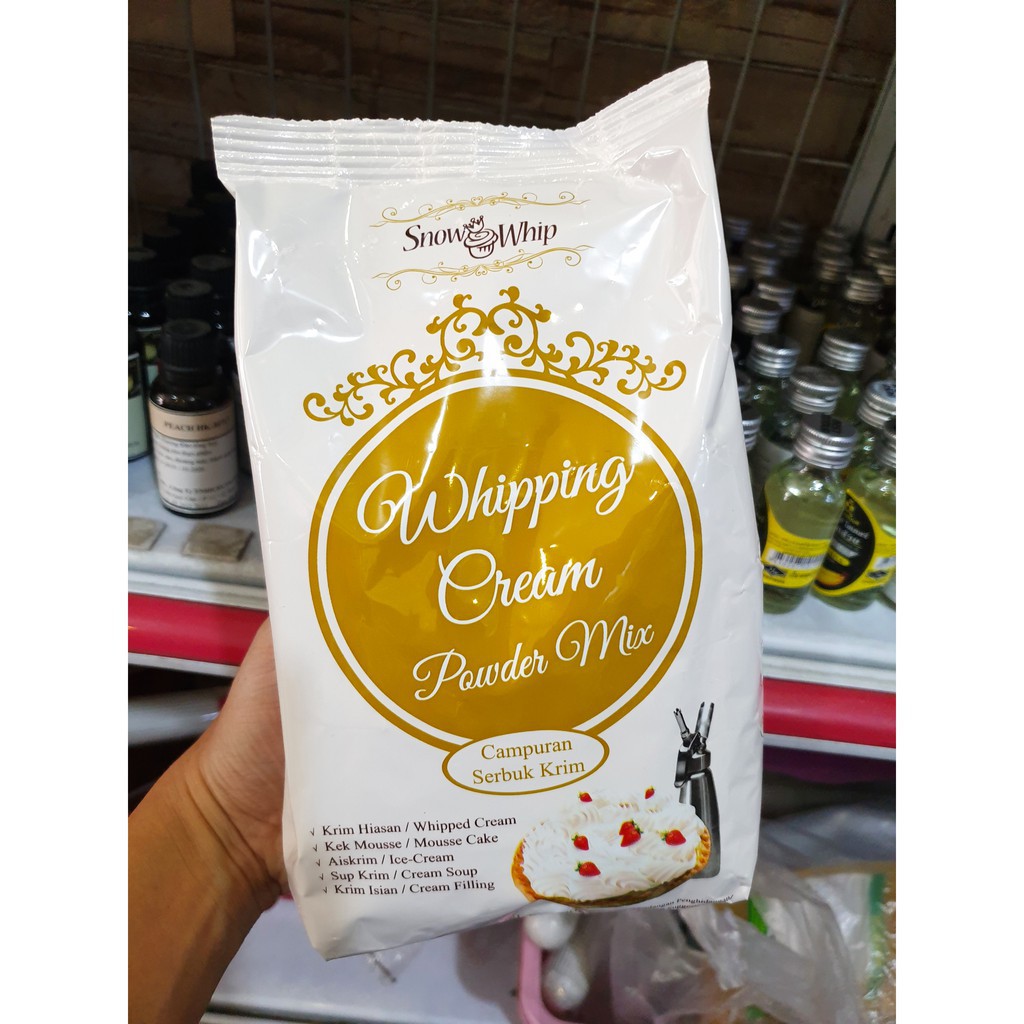 Snow Whip
Whipping
Cream
Powder Mix
Campuran
Serbuk Krim
√ Krim Hiasan / Whipped Cream
√ Kek Mousse / Mousse Cake
√ Aiskrim / Ice-Cream
√ Sup Krim / Cream Soup
√ Krim Isian / Cream Filling